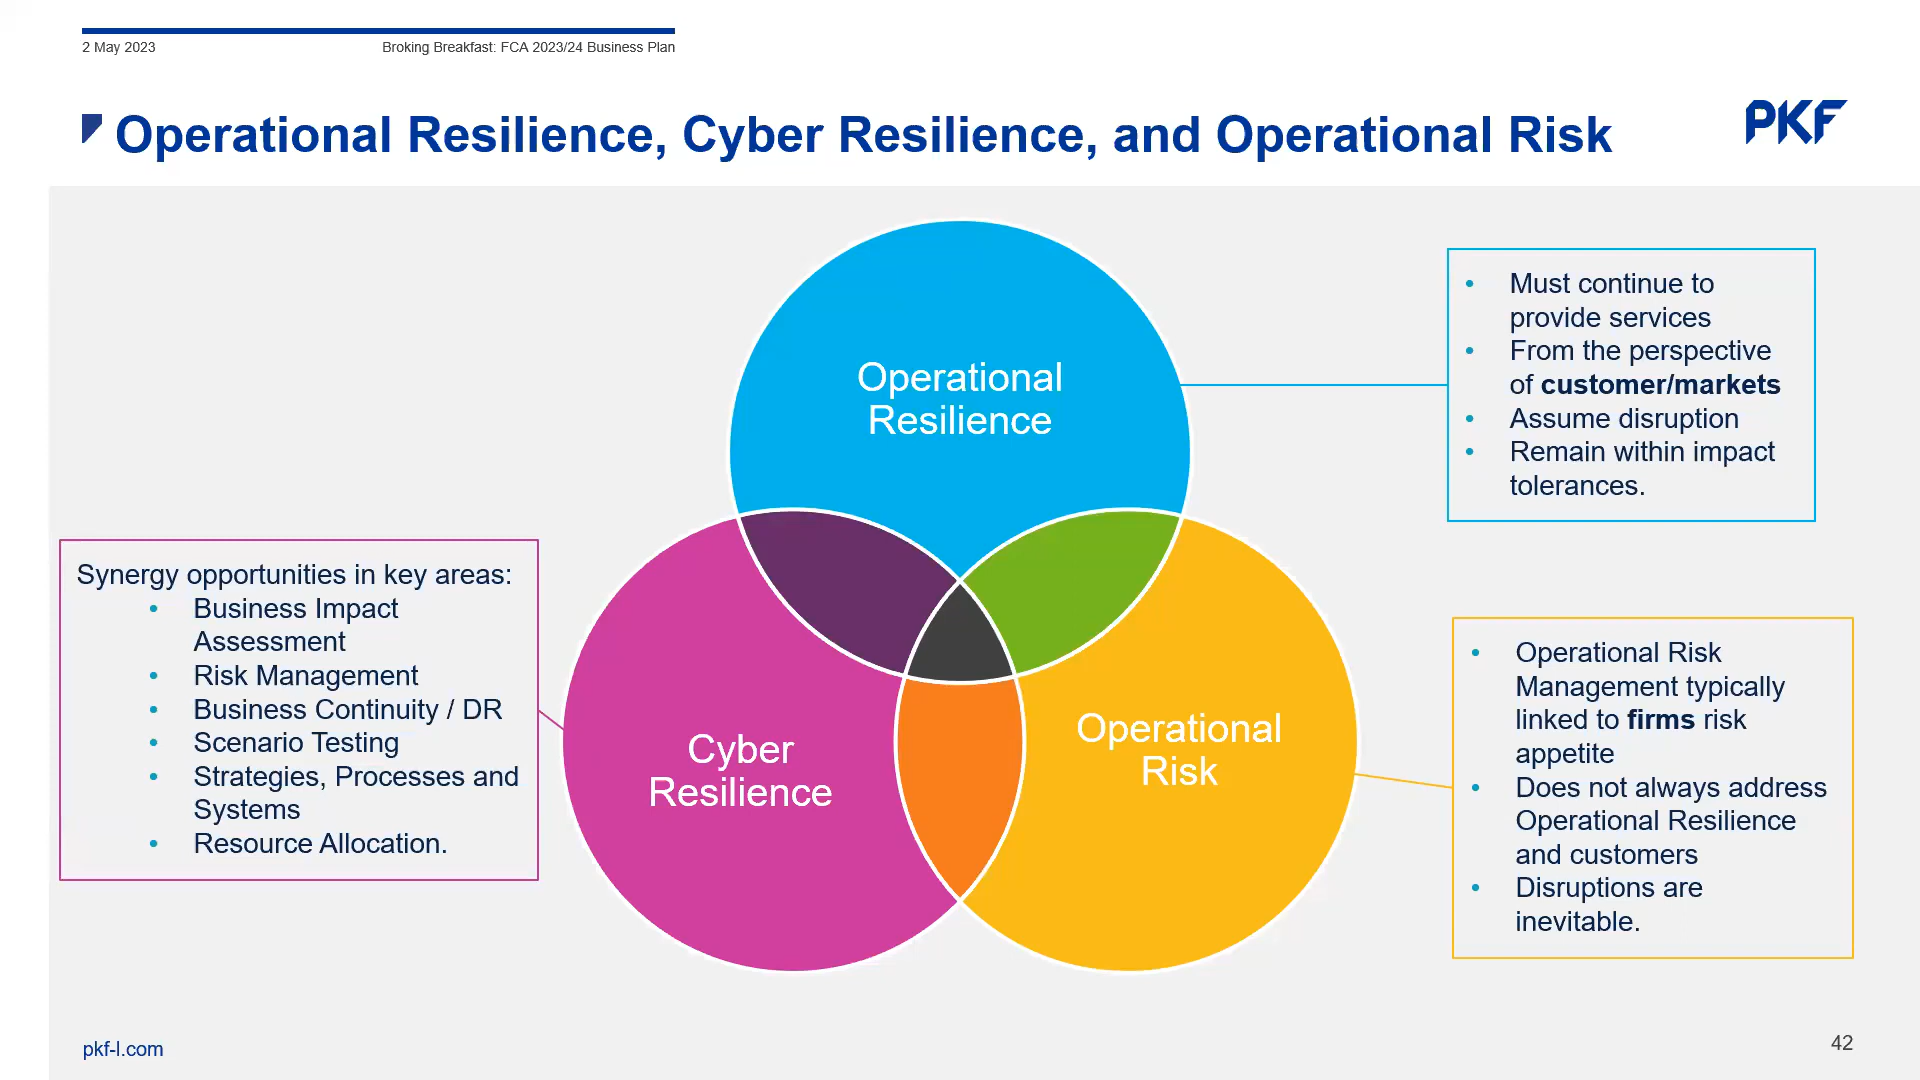 2 May 2023
Broking Breakfast: FCA 2023/24 Business Plan
Operational Resilience, Cyber Resilience, and Operational Risk
PKF
Operational
Resilience
• Must continue to
provide services
• From the perspective
of customer/markets
• Assume disruption
• Remain within impact
tolerances.
Synergy opportunities in key areas:
• Business Impact
Assessment
• Risk Management
• Business Continuity / DR
• Scenario Testing
• Strategies, Processes and
Systems
• Resource Allocation.
Cyber
Resilience
Operational
Risk
• Operational Risk
Management typically
linked to firms risk
appetite
• Does not always address
Operational Resilience
and customers
• Disruptions are
inevitable.
pkf-l.com
42